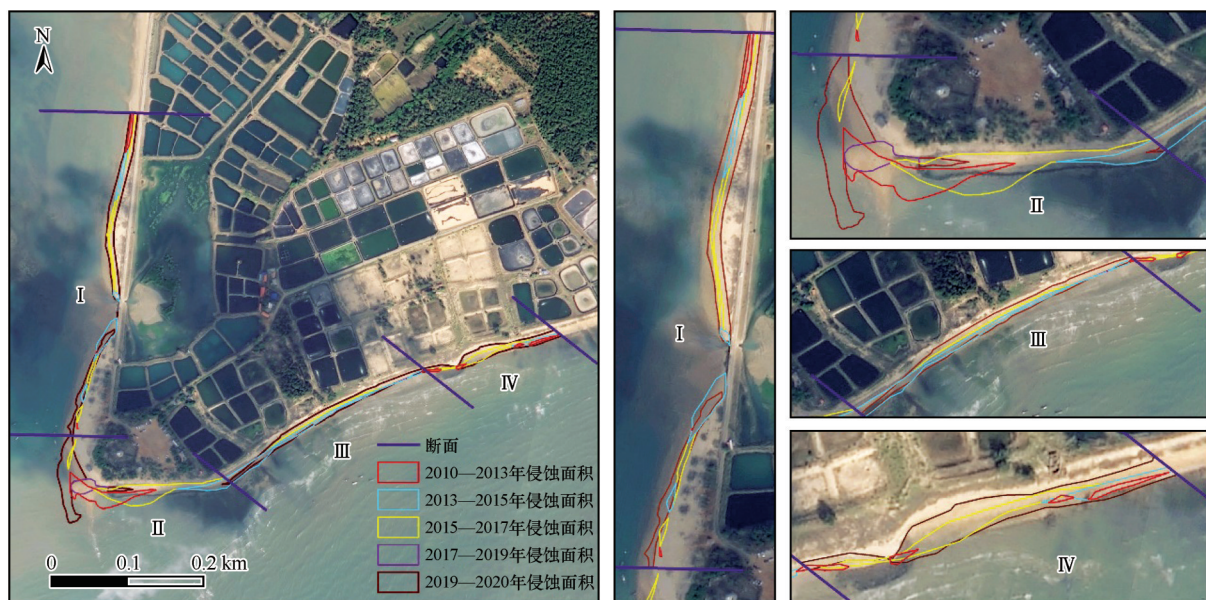 N
I
II
III
IV
断面
2010—2013年侵蚀面积
2013—2015年侵蚀面积
2015—2017年侵蚀面积
2017—2019年侵蚀面积
2019—2020年侵蚀面积
0 0.1 0.2 km
I
II
III
IV